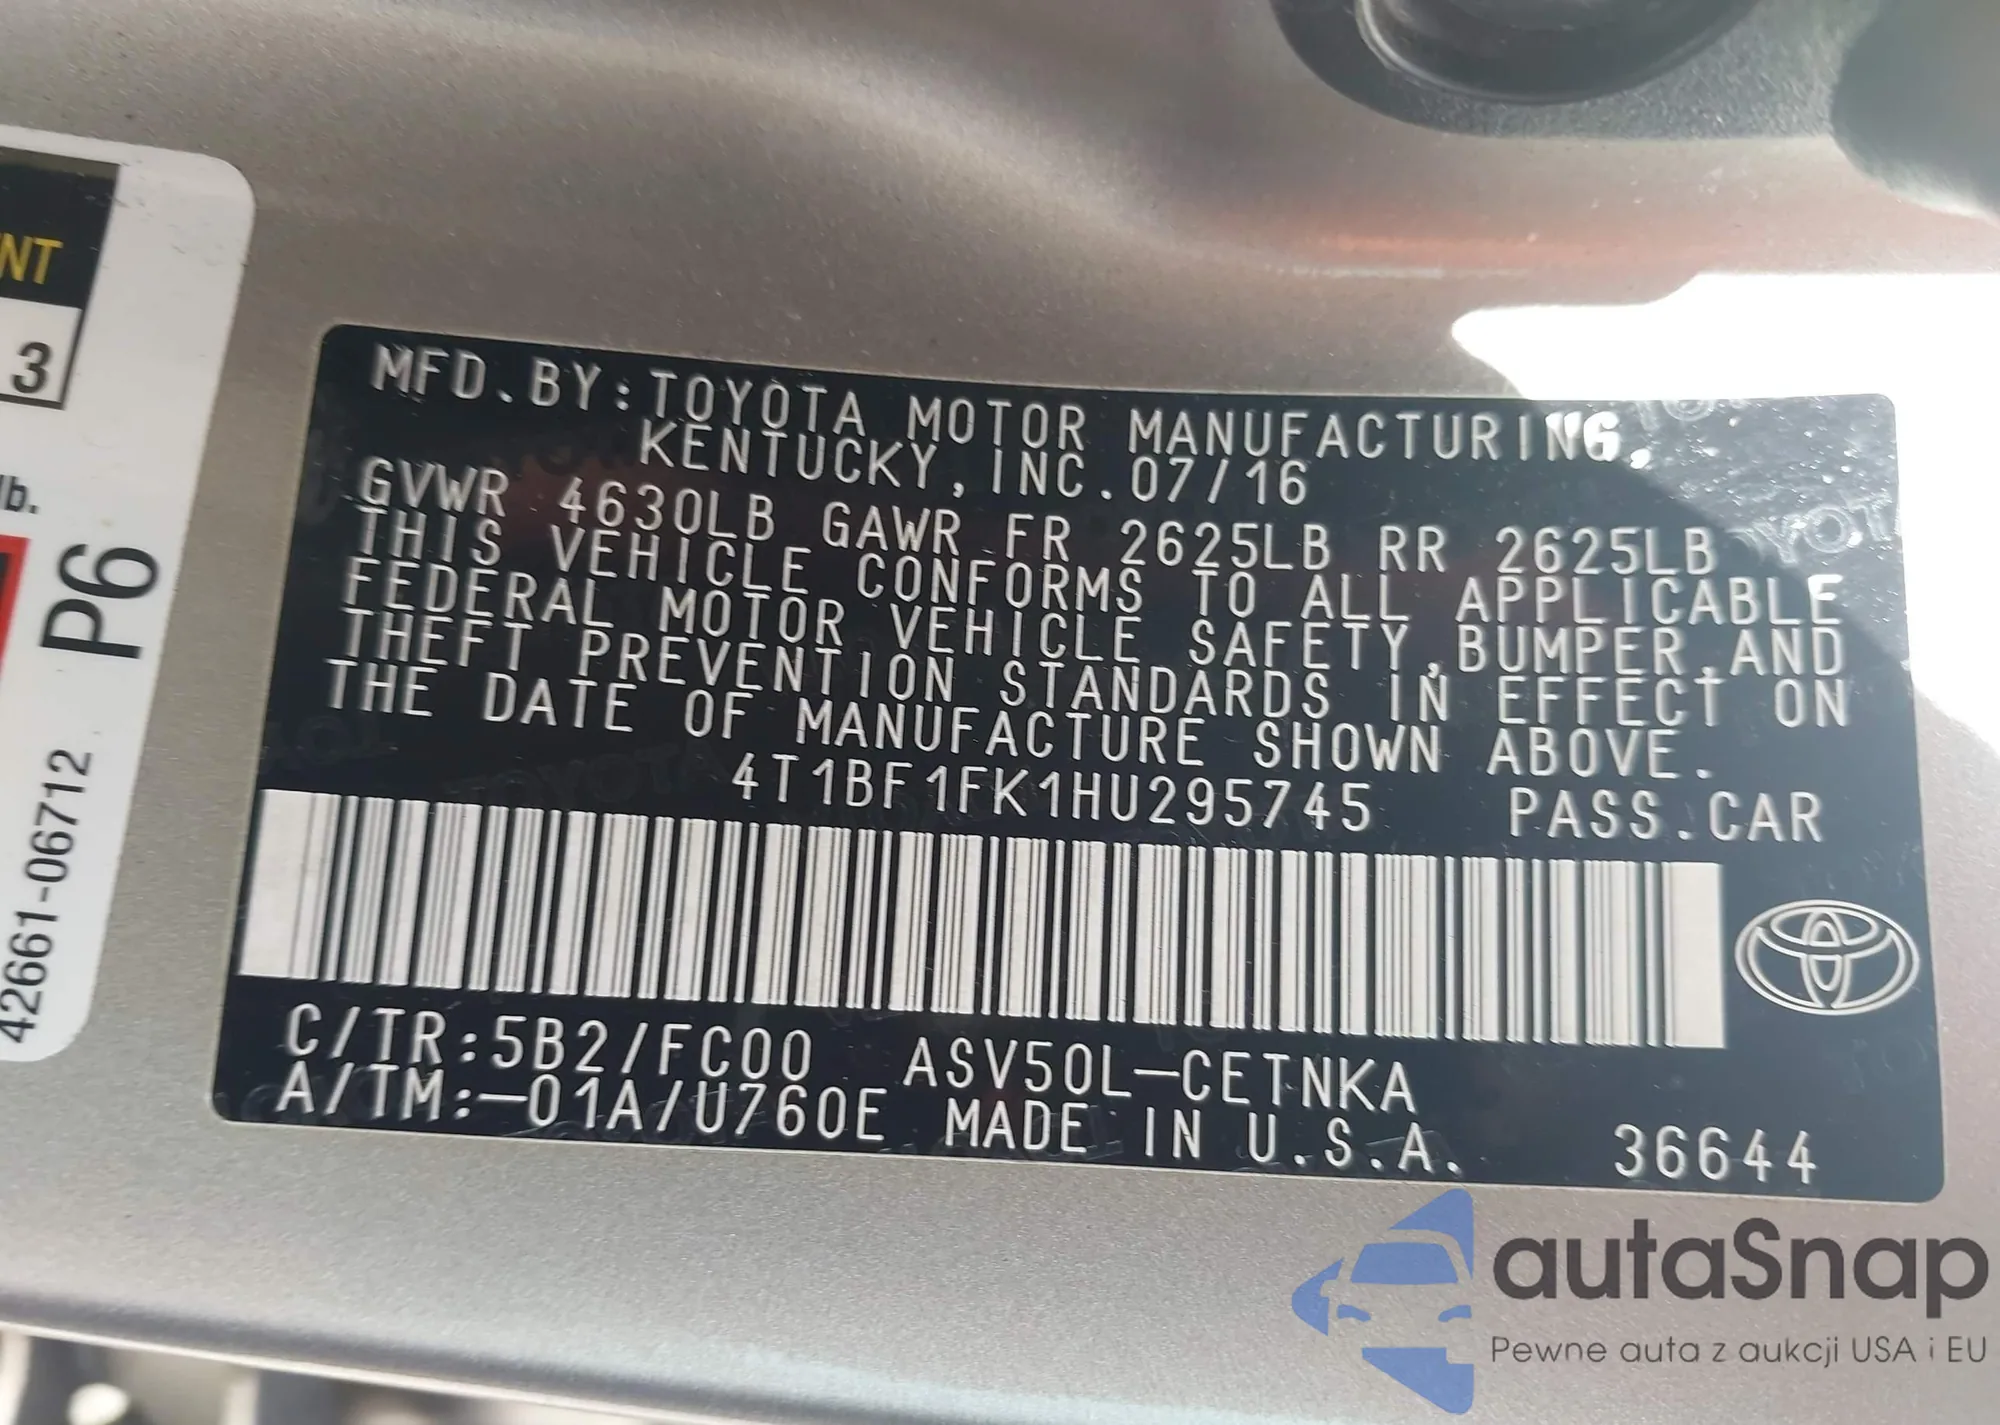 NT
3
lb.
P6
42661-06712
MFD.BY:TOYOTA MOTOR MANUFACTURING,
KENTUCKY,INC.07/16
GVWR 4630LB GAWR FR 2625LB RR 2625LB
THIS VEHICLE CONFORMS TO ALL APPLICABLE
FEDERAL MOTOR VEHICLE SAFETY,BUMPER,AND
THEFT PREVENTION STANDARDS IN EFFECT ON
THE DATE OF MANUFACTURE SHOWN ABOVE.
4T1BF1FK1HU295745 PASS.CAR
C/TR:5B2/FC00 ASV50L-CETNKA
A/TM:-01A/U760E MADE IN U.S.A. 36644
autaSnap
Pewne auta z aukcji USA i EU